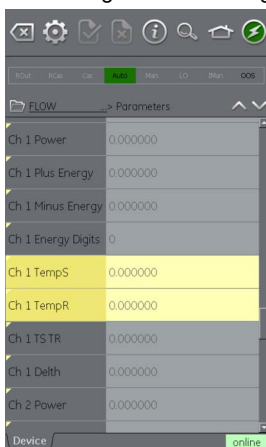 ROut RCas Cas Auto Man LO IMan OOS
FLOW ...> Parameters
Ch 1 Power 0.000000
Ch 1 Plus Energy 0.000000
Ch 1 Minus Energy 0.000000
Ch 1 Energy Digits 0
Ch 1 TempS 0.000000
Ch 1 TempR 0.000000
Ch 1 TS TR 0.000000
Ch 1 Delth 0.000000
Ch 2 Power 0.000000
Device
online